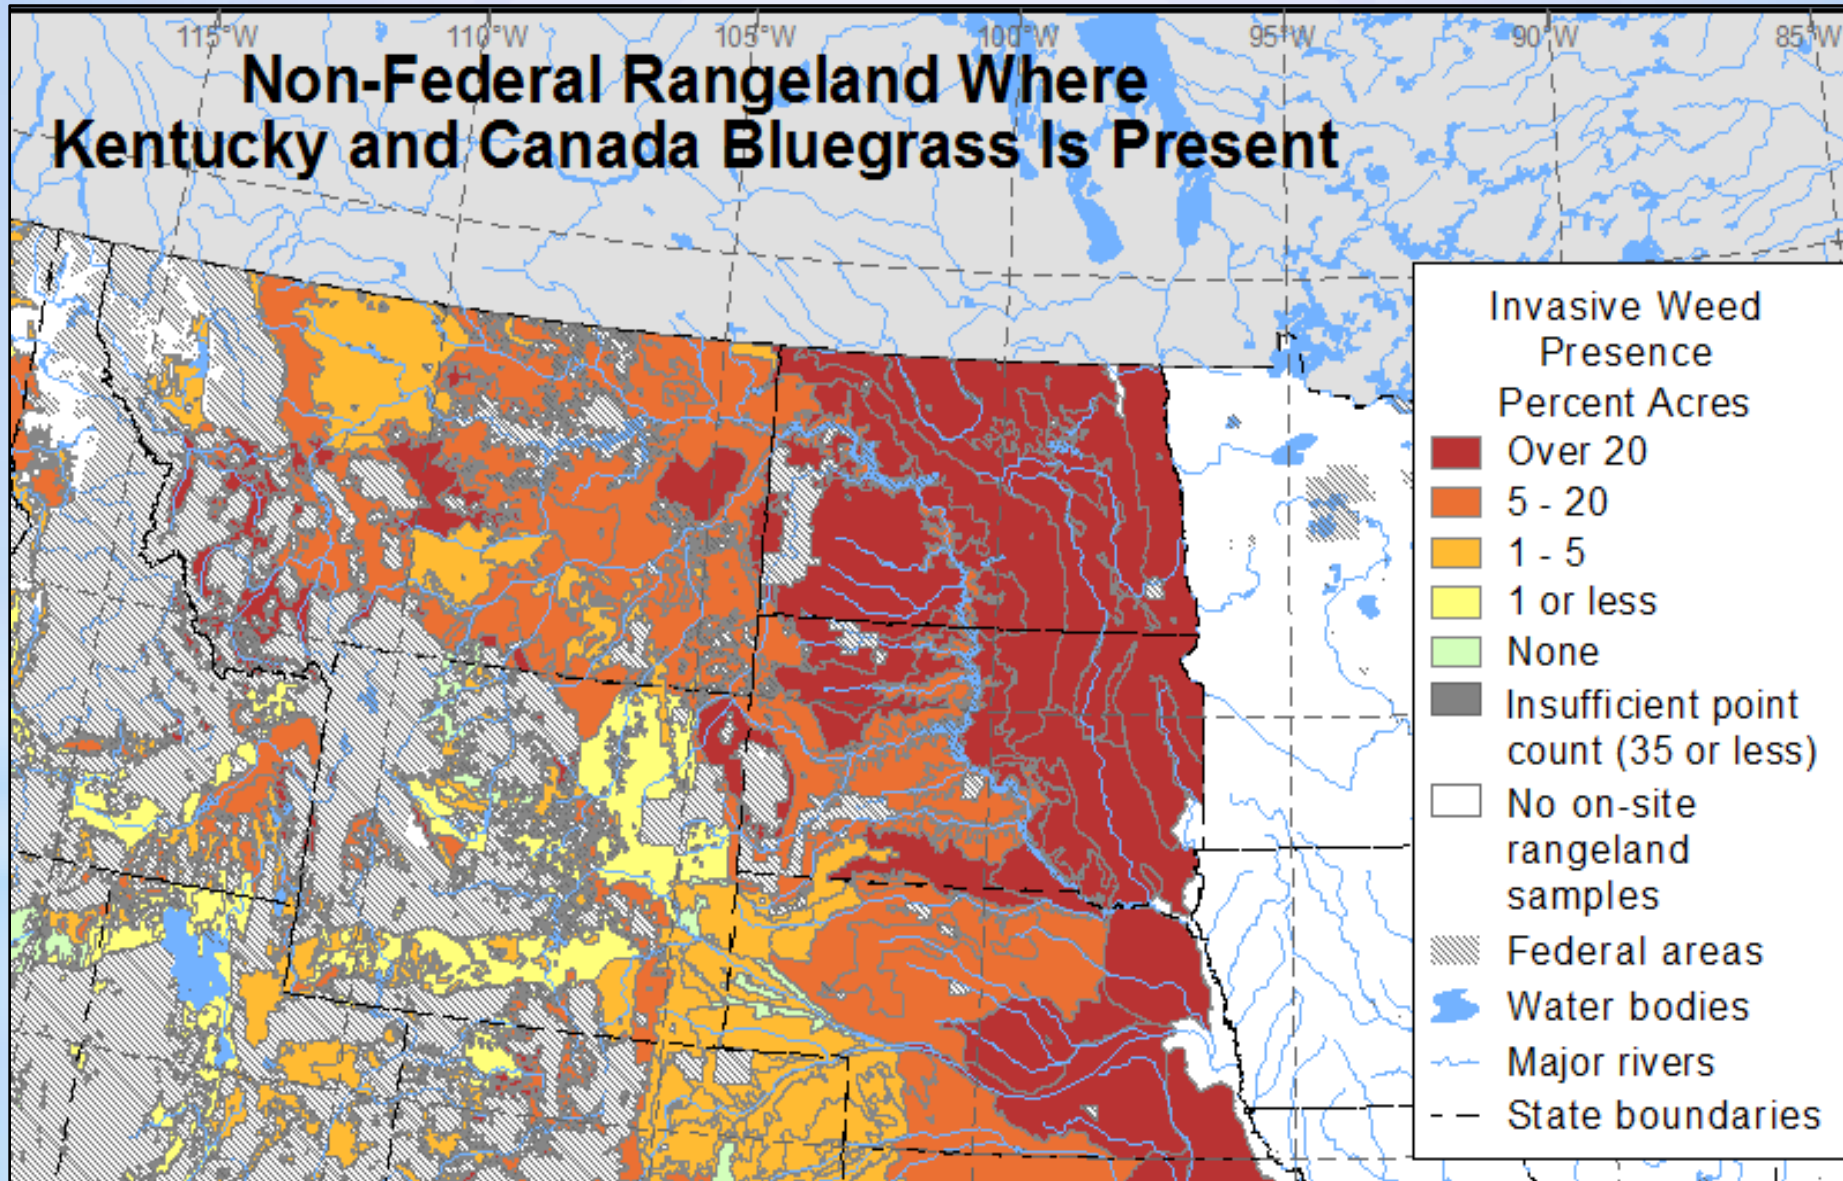 115°W 110°W 105°W 100°W 95°W 90°W 85°W
Non-Federal Rangeland Where
Kentucky and Canada Bluegrass Is Present
Invasive Weed
Presence
Percent Acres
Over 20
5 - 20
1 - 5
1 or less
None
Insufficient point
count (35 or less)
No on-site
rangeland
samples
Federal areas
Water bodies
Major rivers
State boundaries